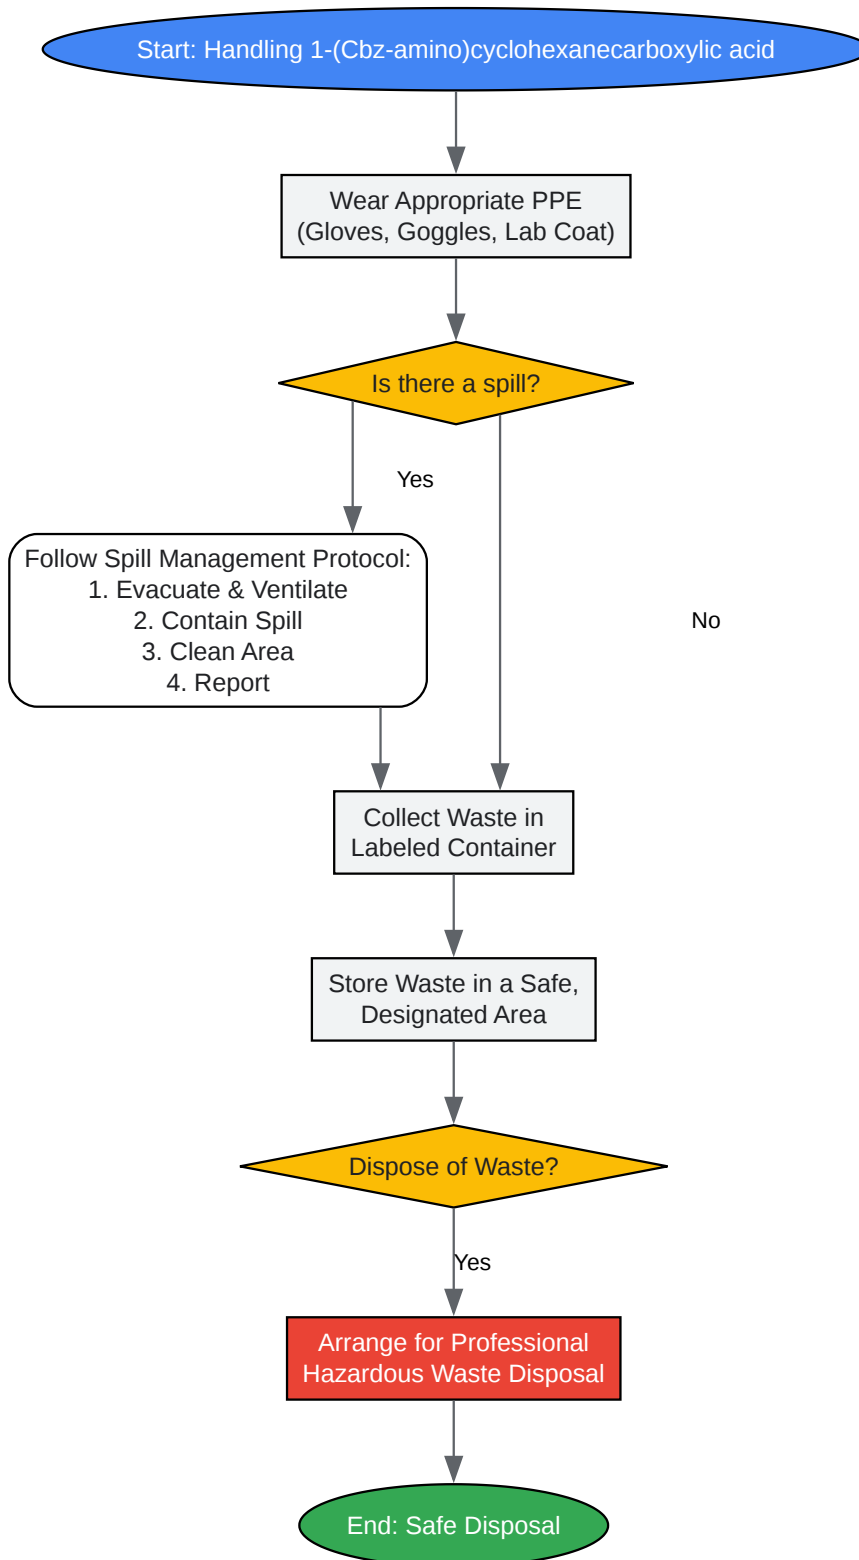 Start: Handling 1-(Cbz-amino)cyclohexanecarboxylic acid
Wear Appropriate PPE
(Gloves, Goggles, Lab Coat)
Is there a spill?
Yes
Follow Spill Management Protocol:
1. Evacuate & Ventilate
2. Contain Spill
3. Clean Area
4. Report
No
Collect Waste in
Labeled Container
Store Waste in a Safe,
Designated Area
Dispose of Waste?
Yes
Arrange for Professional
Hazardous Waste Disposal
End: Safe Disposal